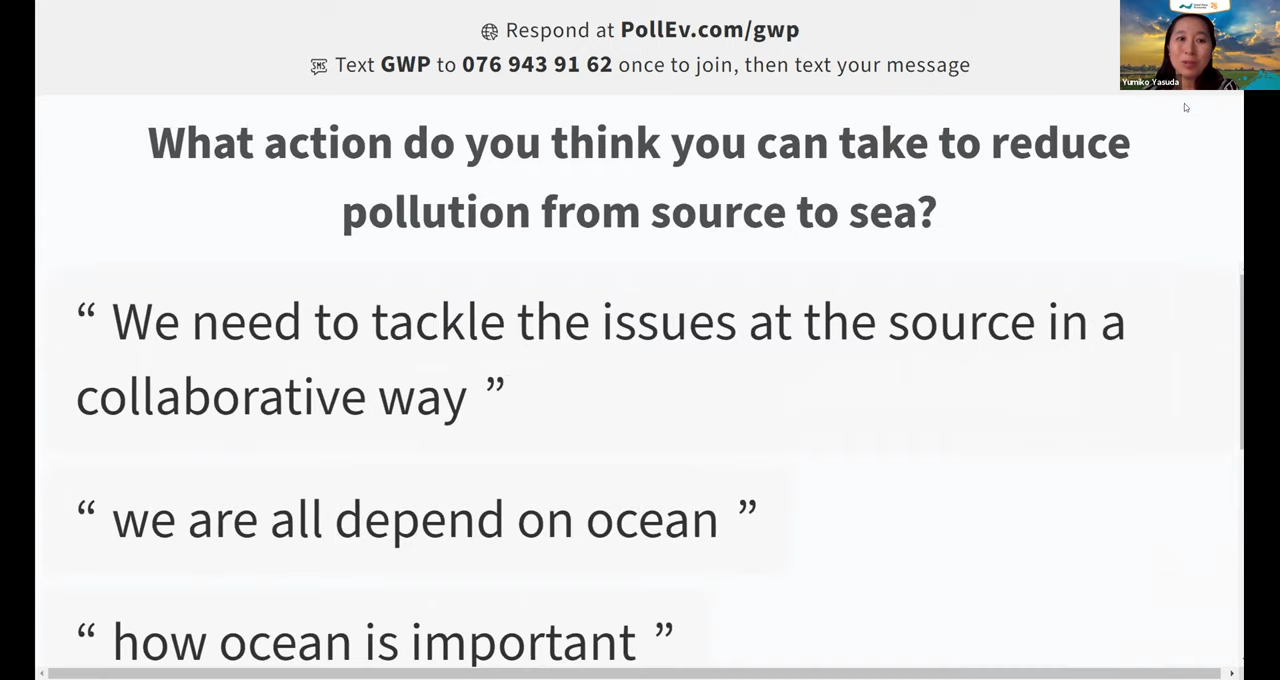 Respond at PollEv.com/gwp
Text GWP to 076 943 91 62 once to join, then text your message
Yumiko Yasuda
What action do you think you can take to reduce
pollution from source to sea?
“ We need to tackle the issues at the source in a
collaborative way ”
“ we are all depend on ocean ”
“ how ocean is important ”